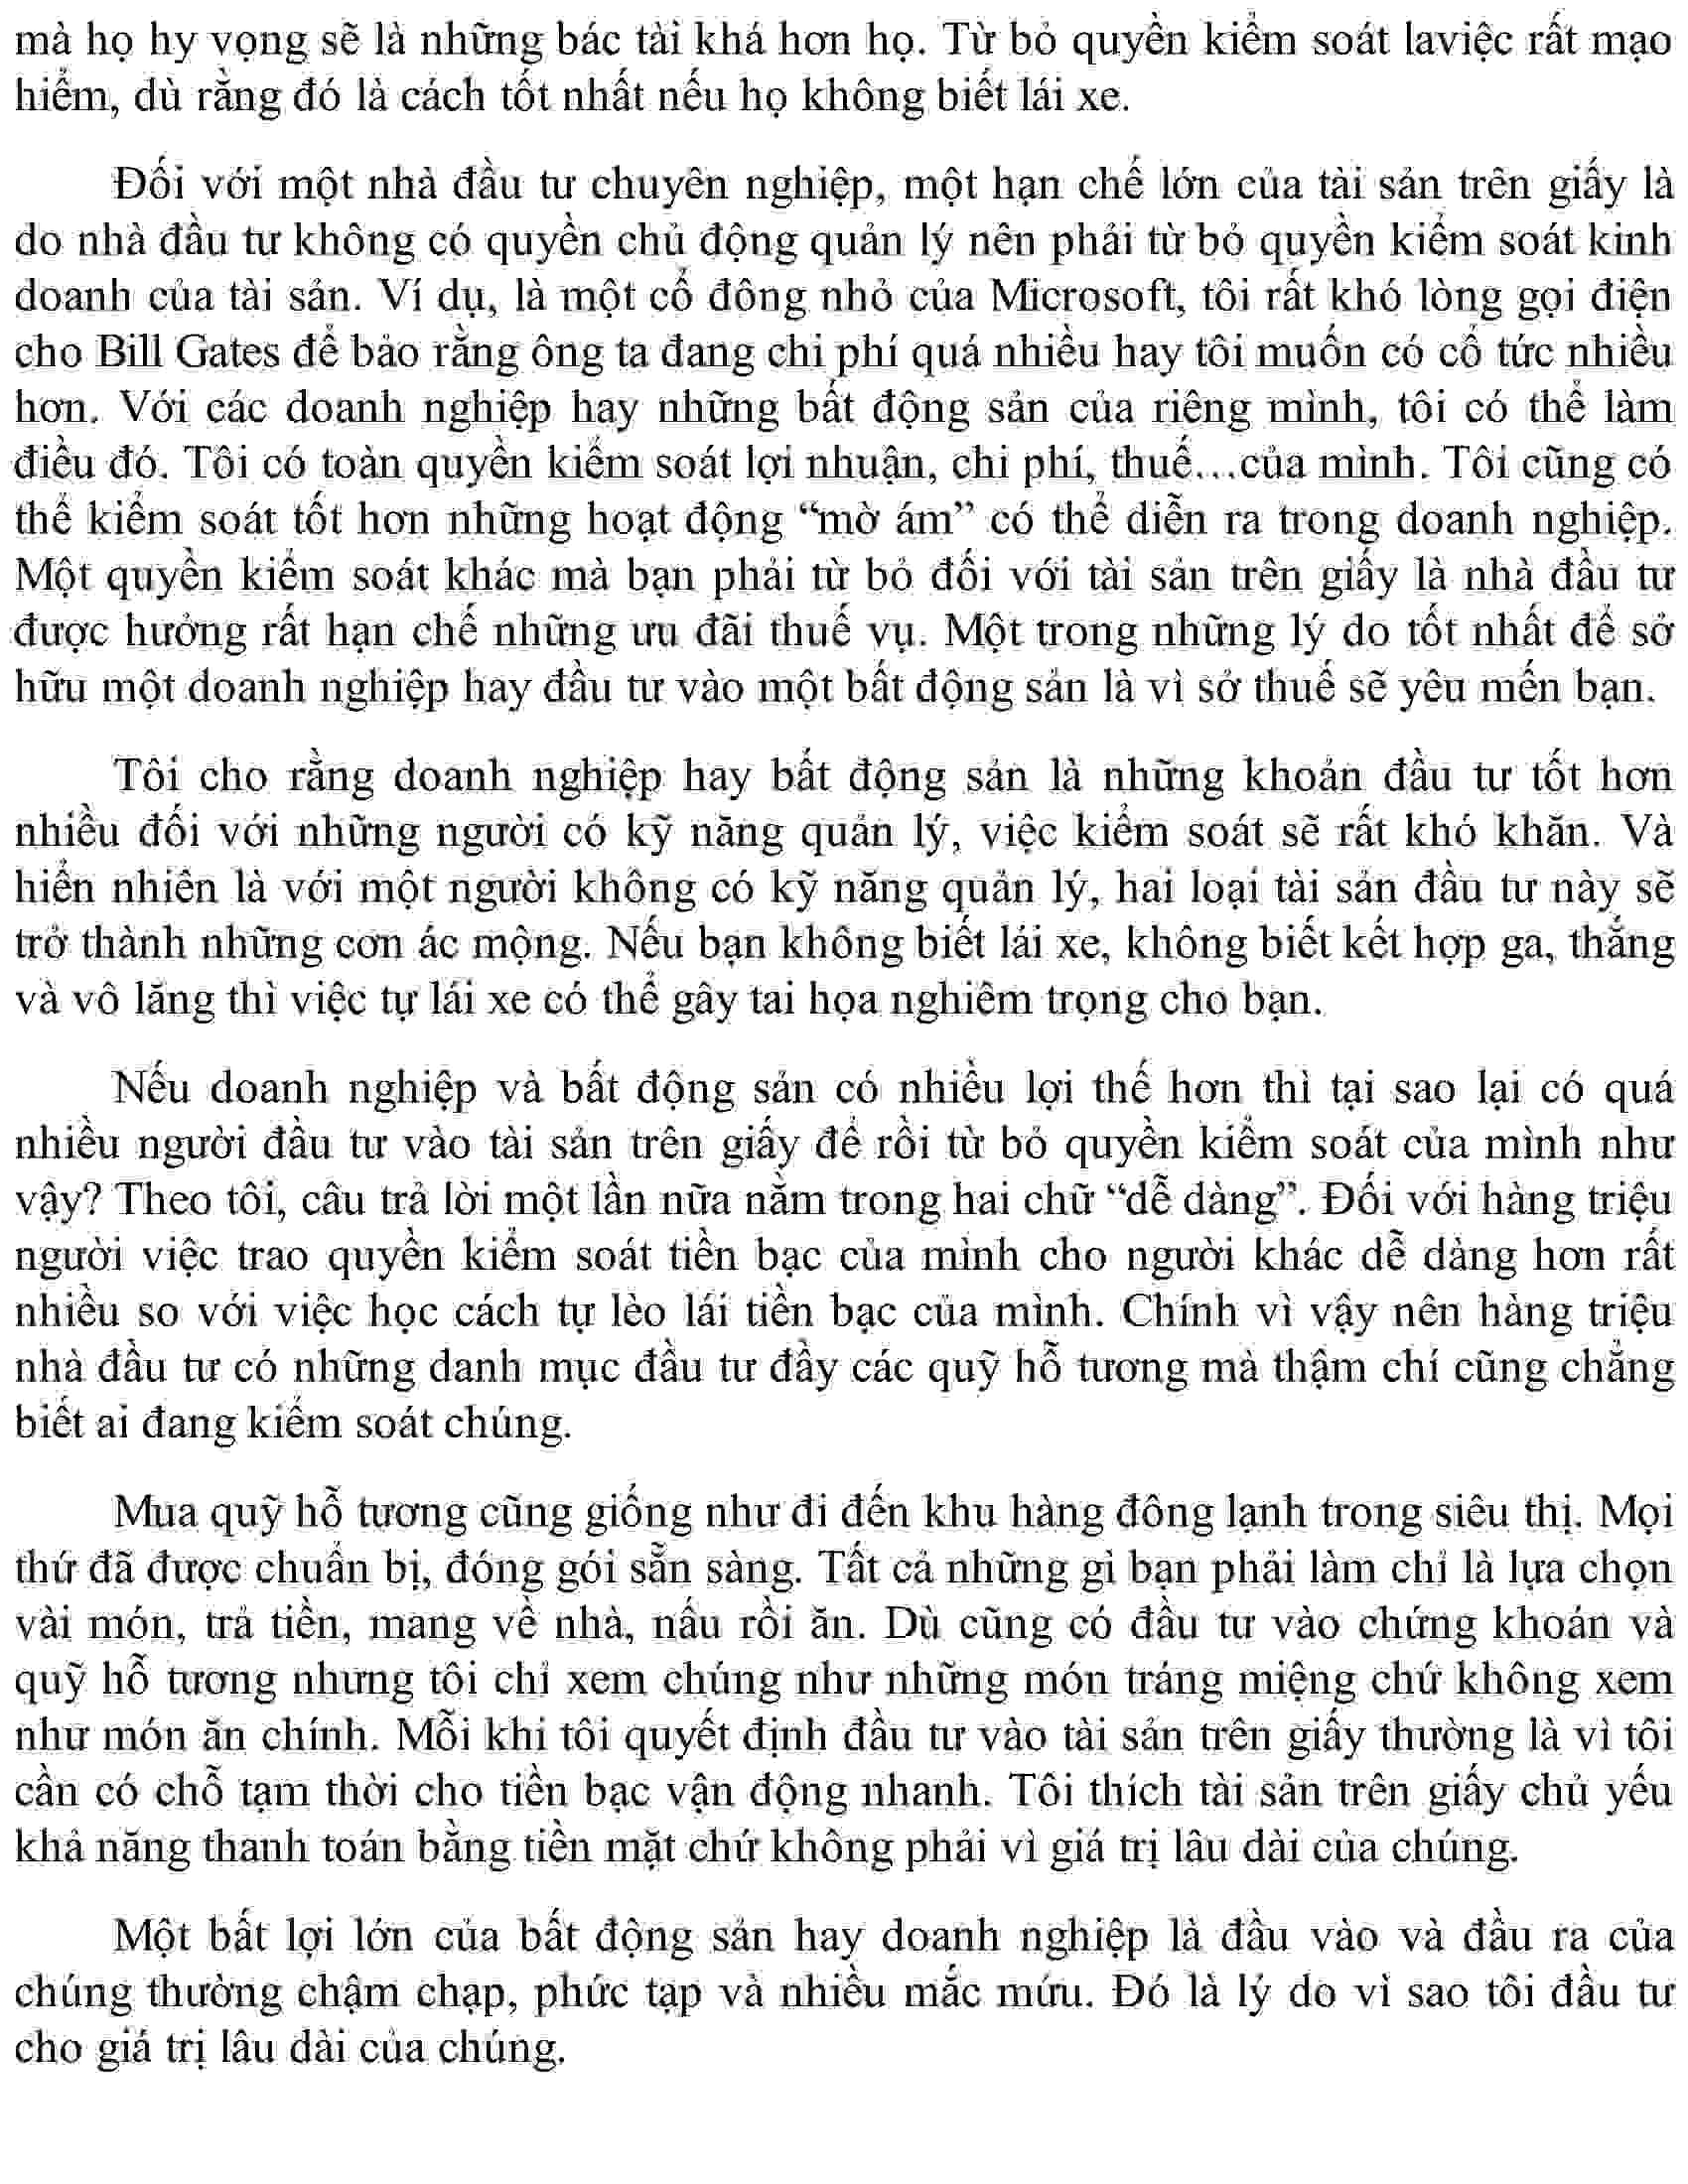 mà họ hy vọng sẽ là những bác tài khá hơn họ. Từ bỏ quyền kiểm soát laviệc rất mạo
hiểm, dù rằng đó là cách tốt nhất nếu họ không biết lái xe.
Đối với một nhà đầu tư chuyên nghiệp, một hạn chế lớn của tài sản trên giấy là
do nhà đầu tư không có quyền chủ động quản lý nên phải từ bỏ quyền kiểm soát kinh
doanh của tài sản. Ví dụ, là một cổ đông nhỏ của Microsoft, tôi rất khó lòng gọi điện
cho Bill Gates để bảo rằng ông ta đang chi phí quá nhiều hay tôi muốn có cổ tức nhiều
hơn. Với các doanh nghiệp hay những bất động sản của riêng mình, tôi có thể làm
điều đó. Tôi có toàn quyền kiểm soát lợi nhuận, chi phí, thuế...của mình. Tôi cũng có
thể kiểm soát tốt hơn những hoạt động “mờ ám” có thể diễn ra trong doanh nghiệp.
Một quyền kiểm soát khác mà bạn phải từ bỏ đối với tài sản trên giấy là nhà đầu tư
được hưởng rất hạn chế những ưu đãi thuế vụ. Một trong những lý do tốt nhất để sở
hữu một doanh nghiệp hay đầu tư vào một bất động sản là vì sở thuế sẽ yêu mến bạn.
Tôi cho rằng doanh nghiệp hay bất động sản là những khoản đầu tư tốt hơn
nhiều đối với những người có kỹ năng quản lý, việc kiểm soát sẽ rất khó khăn. Và
hiển nhiên là với một người không có kỹ năng quản lý, hai loại tài sản đầu tư này sẽ
trở thành những cơn ác mộng. Nếu bạn không biết lái xe, không biết kết hợp ga, thắng
và vô lăng thì việc tự lái xe có thể gây tai họa nghiêm trọng cho bạn.
Nếu doanh nghiệp và bất động sản có nhiều lợi thế hơn thì tại sao lại có quá
nhiều người đầu tư vào tài sản trên giấy để rồi từ bỏ quyền kiểm soát của mình như
vậy? Theo tôi, câu trả lời một lần nữa nằm trong hai chữ “dễ dàng”. Đối với hàng triệu
người việc trao quyền kiểm soát tiền bạc của mình cho người khác dễ dàng hơn rất
nhiều so với việc học cách tự lèo lái tiền bạc của mình. Chính vì vậy nên hàng triệu
nhà đầu tư có những danh mục đầu tư đầy các quỹ hỗ tương mà thậm chí cũng chẳng
biết ai đang kiểm soát chúng.
Mua quỹ hỗ tương cũng giống như đi đến khu hàng đông lạnh trong siêu thị. Mọi
thứ đã được chuẩn bị, đóng gói sẵn sàng. Tất cả những gì bạn phải làm chỉ là lựa chọn
vài món, trả tiền, mang về nhà, nấu rồi ăn. Dù cũng có đầu tư vào chứng khoán và
quỹ hỗ tương nhưng tôi chỉ xem chúng như những món tráng miệng chứ không xem
như món ăn chính. Mỗi khi tôi quyết định đầu tư vào tài sản trên giấy thường là vì tôi
cần có chỗ tạm thời cho tiền bạc vận động nhanh. Tôi thích tài sản trên giấy chủ yếu
khả năng thanh toán bằng tiền mặt chứ không phải vì giá trị lâu dài của chúng.
Một bất lợi lớn của bất động sản hay doanh nghiệp là đầu vào và đầu ra của
chúng thường chậm chạp, phức tạp và nhiều mắc mứu. Đó là lý do vì sao tôi đầu tư
cho giá trị lâu dài của chúng.